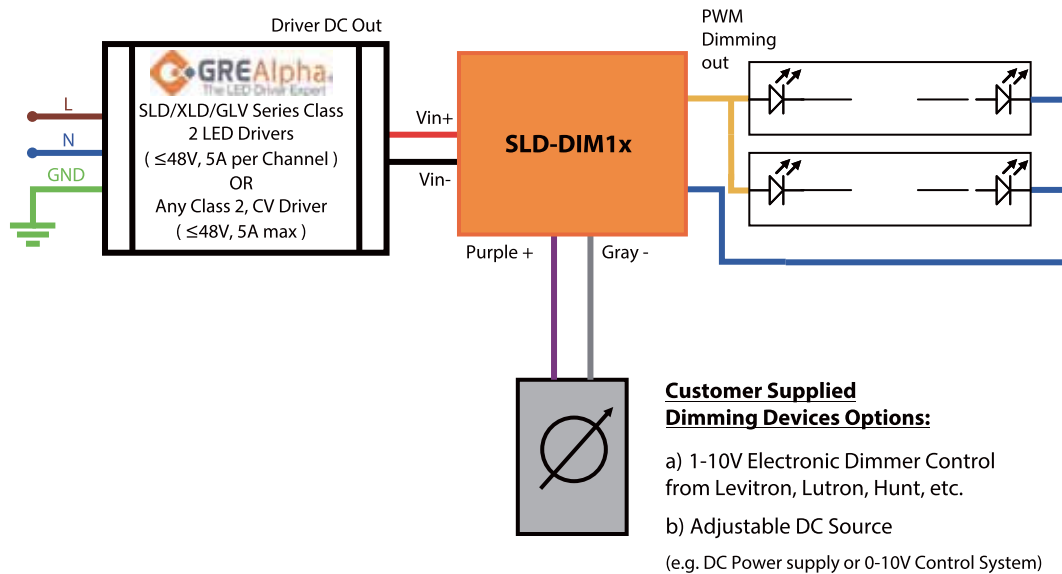 Driver DC Out
PWM
Dimming
out
GREAlpha
The LED Driver Expert
SLD/XLD/GLV Series Class
2 LED Drivers
( ≤48V, 5A per Channel )
OR
Any Class 2, CV Driver
( ≤48V, 5A max )
L
N
GND
Vin+
Vin-
SLD-DIM1x
Purple +
Gray -
Customer Supplied
Dimming Devices Options:
a) 1-10V Electronic Dimmer Control
from Levitron, Lutron, Hunt, etc.
b) Adjustable DC Source
(e.g. DC Power supply or 0-10V Control System)